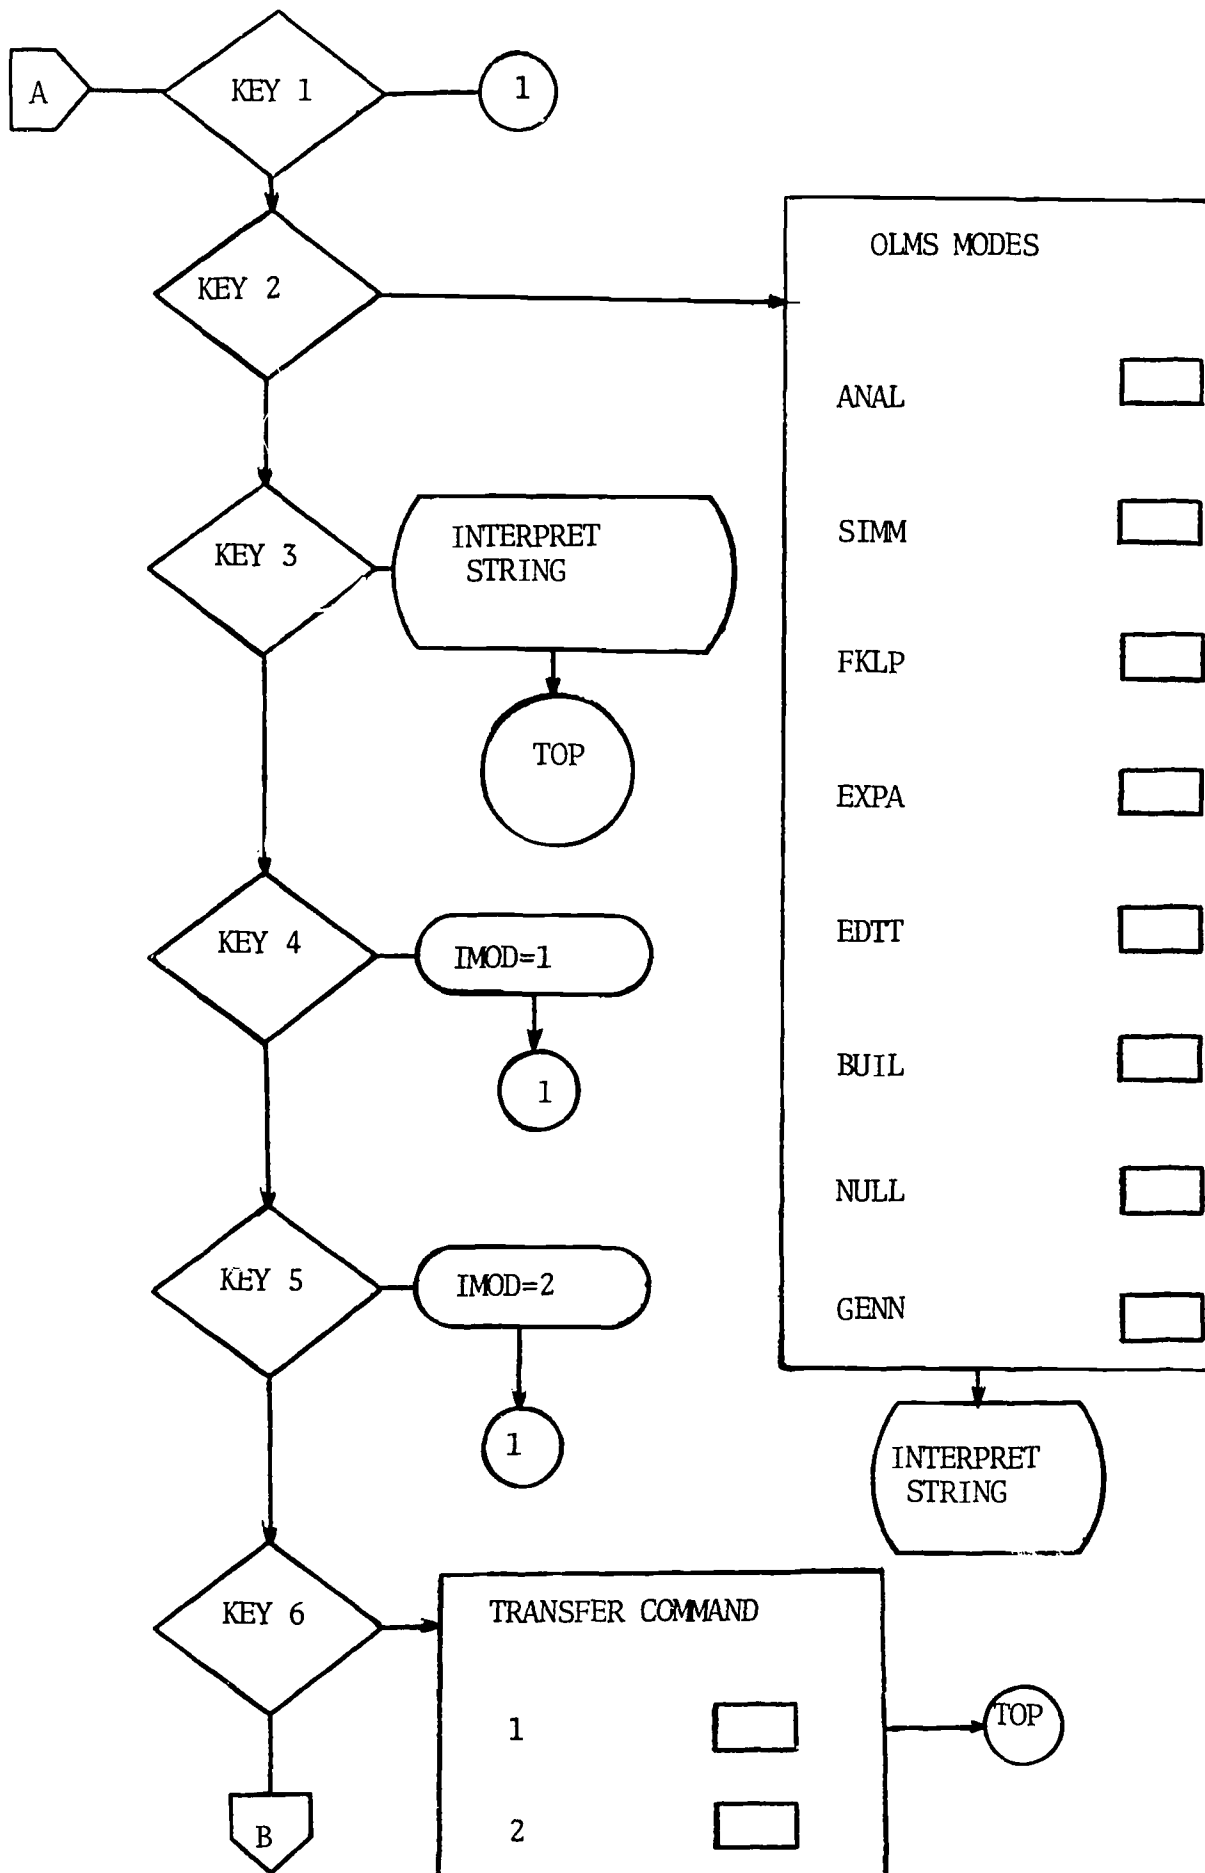 A
KEY 1
1
KEY 2
OLMS MODES
ANAL
SIMM
FKLP
EXPA
EDTT
BUIL
NULL
GENN
INTERPRET
STRING
KEY 3
INTERPRET
STRING
TOP
KEY 4
IMOD=1
1
KEY 5
IMOD=2
1
KEY 6
TRANSFER COMMAND
1
2
TOP
B